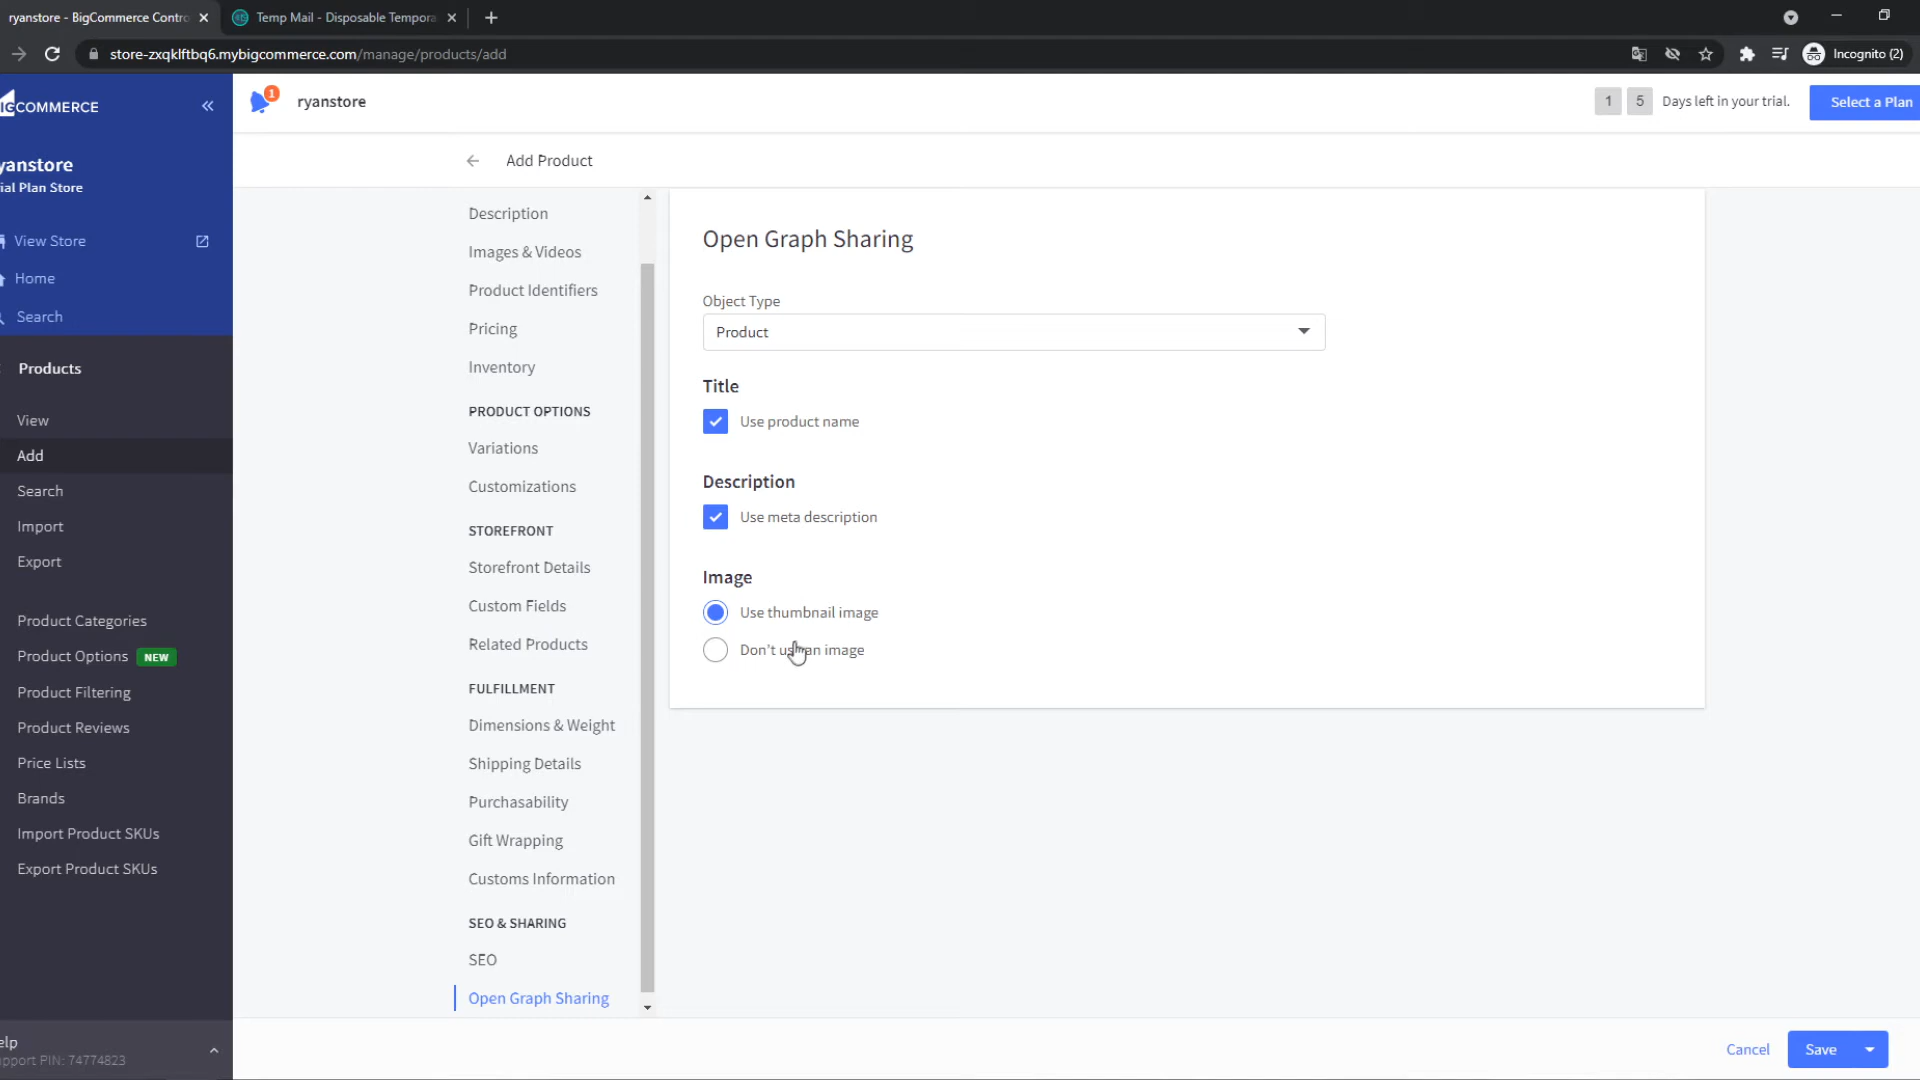 ryanstore - BigCommerce Contro
Temp Mail - Disposable Tempora
store-zxqklftbq6.mybigcommerce.com/manage/products/add
Incognito (2)
IGCOMMERCE
1
ryanstore
1 5 Days left in your trial.
Select a Plan
yanstore
ial Plan Store
View Store
Home
Search
Products
View
Add
Search
Import
Export
Product Categories
Product Options NEW
Product Filtering
Product Reviews
Price Lists
Brands
Import Product SKUs
Export Product SKUs
elp
upport PIN: 74774823
Add Product
Description
Images & Videos
Product Identifiers
Pricing
Inventory
PRODUCT OPTIONS
Variations
Customizations
STOREFRONT
Storefront Details
Custom Fields
Related Products
FULFILLMENT
Dimensions & Weight
Shipping Details
Purchasability
Gift Wrapping
Customs Information
SEO & SHARING
SEO
Open Graph Sharing
Open Graph Sharing
Object Type
Product
Title
Use product name
Description
Use meta description
Image
Use thumbnail image
Don't use an image
Cancel
Save